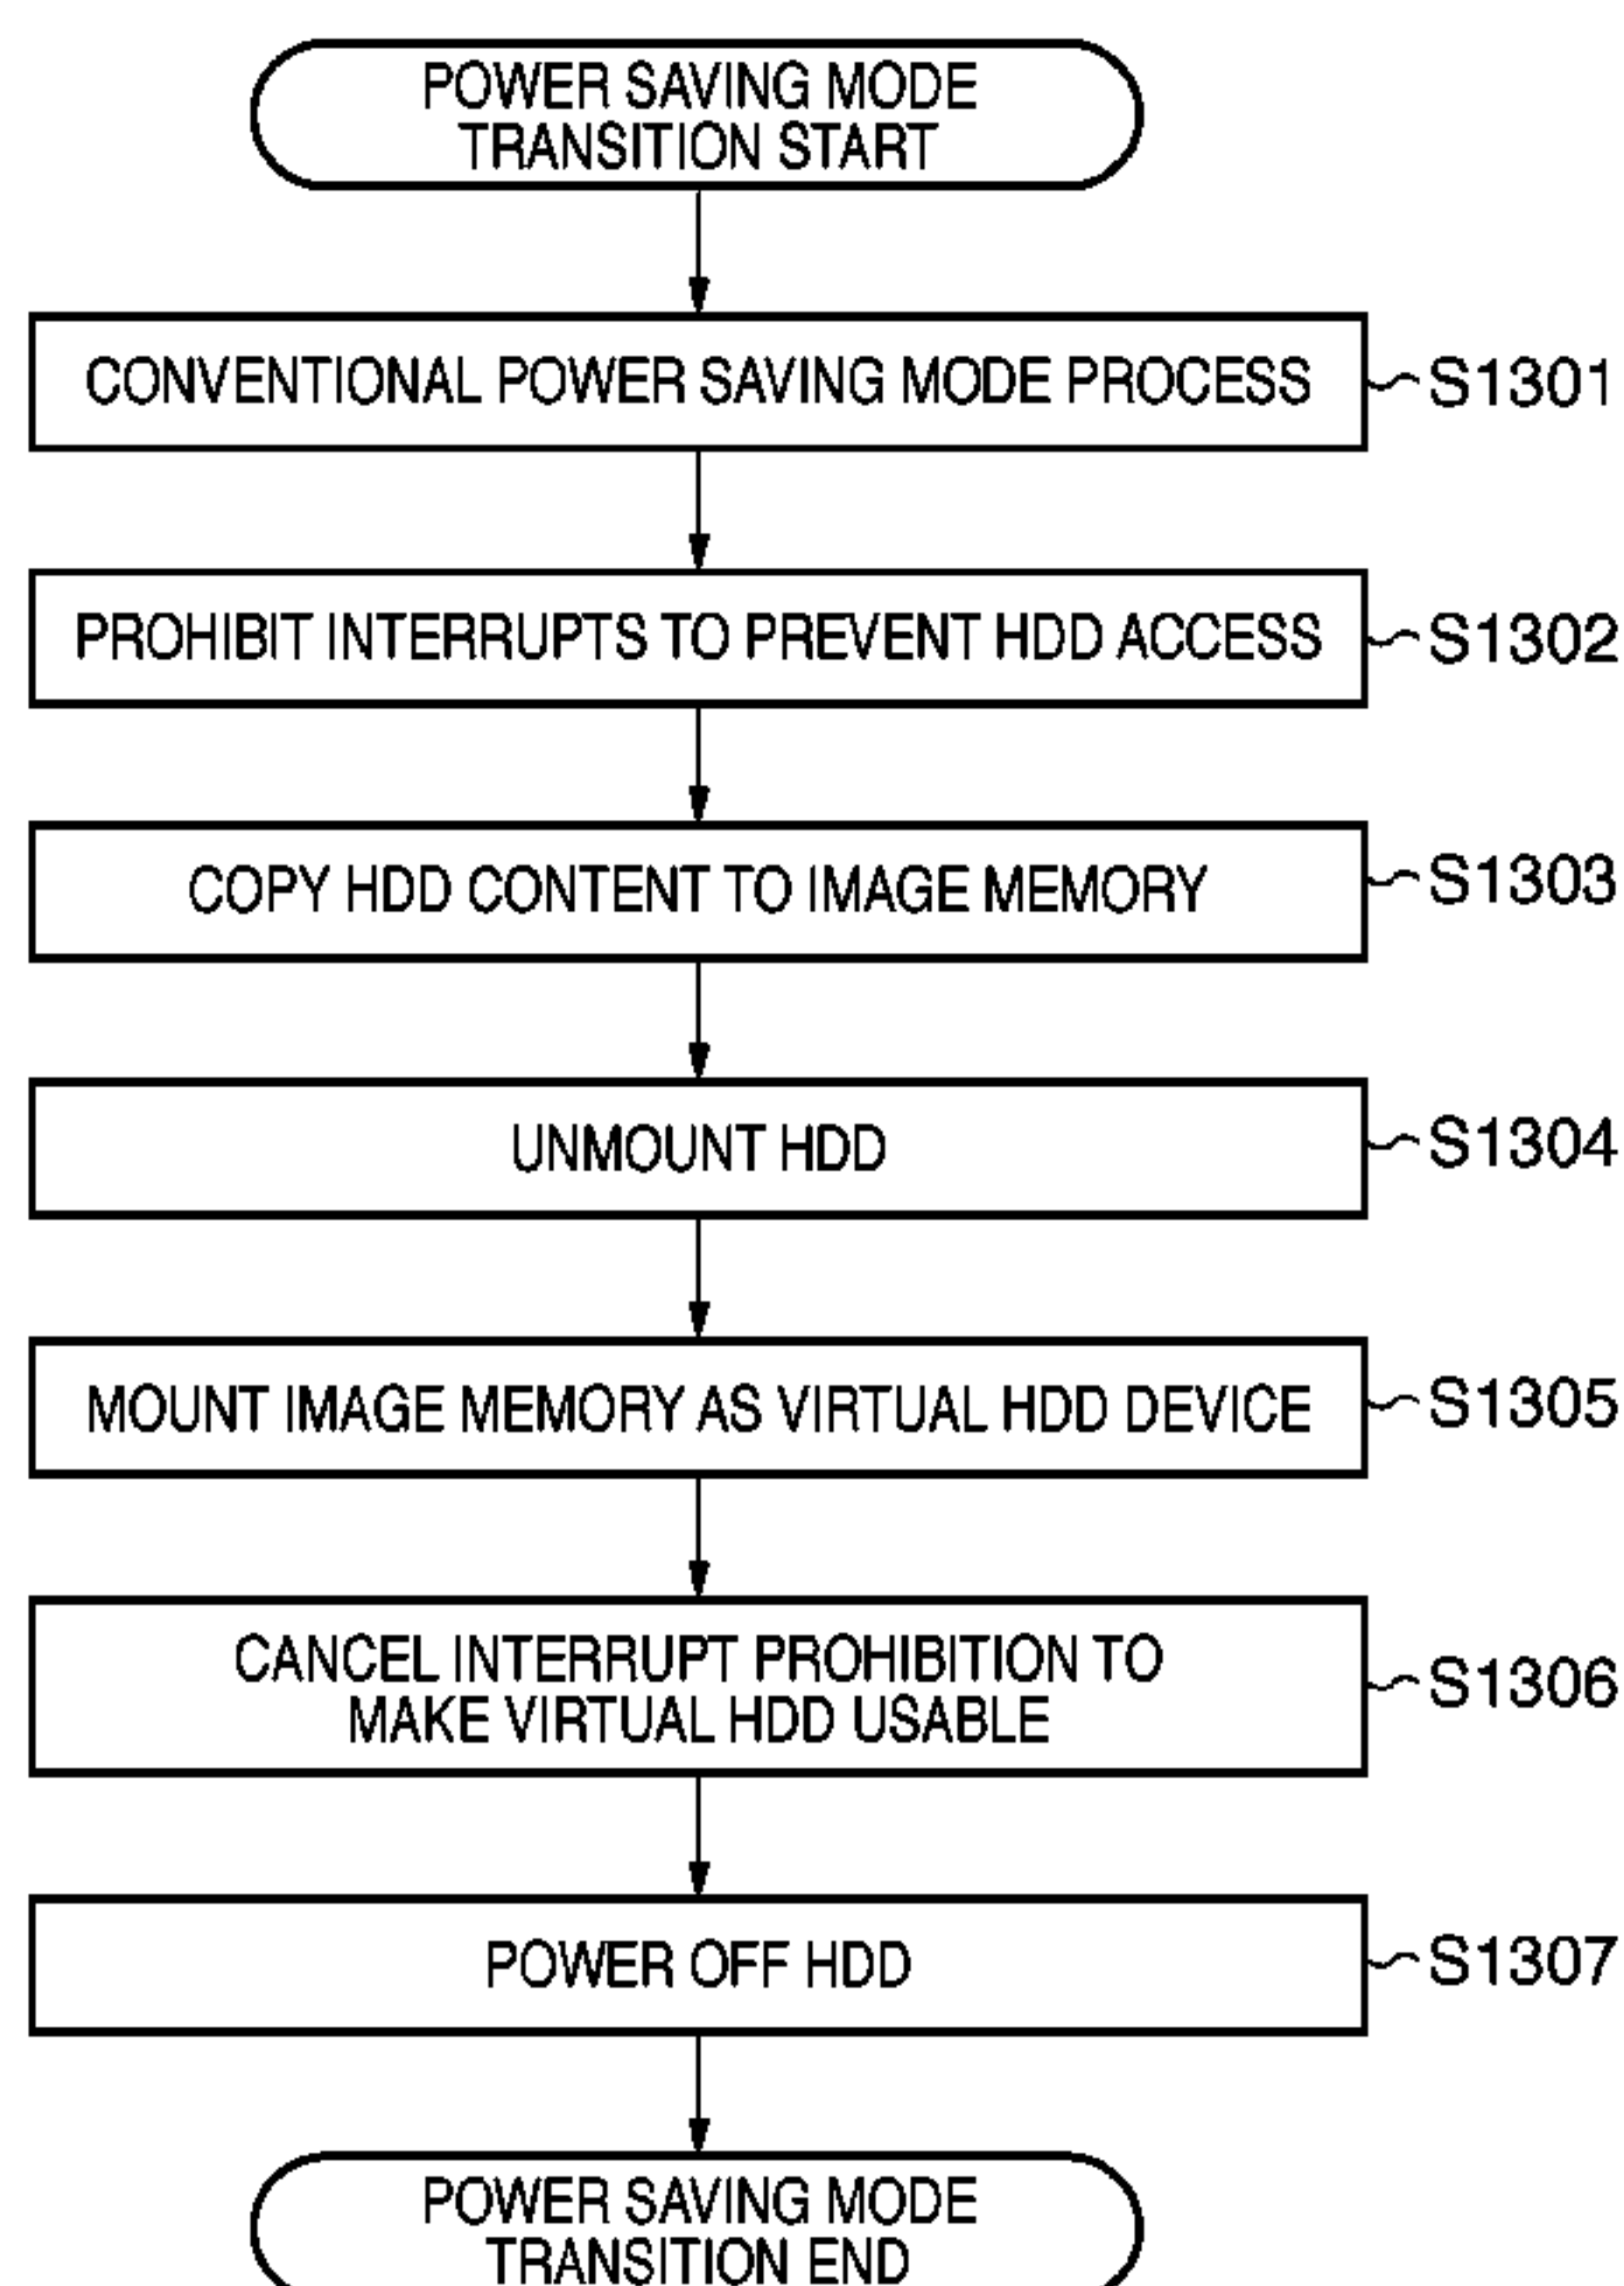 POWER SAVING MODE
TRANSITION START
CONVENTIONAL POWER SAVING MODE PROCESS
S1301
PROHIBIT INTERRUPTS TO PREVENT HDD ACCESS
S1302
COPY HDD CONTENT TO IMAGE MEMORY
S1303
UNMOUNT HDD
S1304
MOUNT IMAGE MEMORY AS VIRTUAL HDD DEVICE
S1305
CANCEL INTERRUPT PROHIBITION TO
MAKE VIRTUAL HDD USABLE
S1306
POWER OFF HDD
S1307
POWER SAVING MODE
TRANSITION END